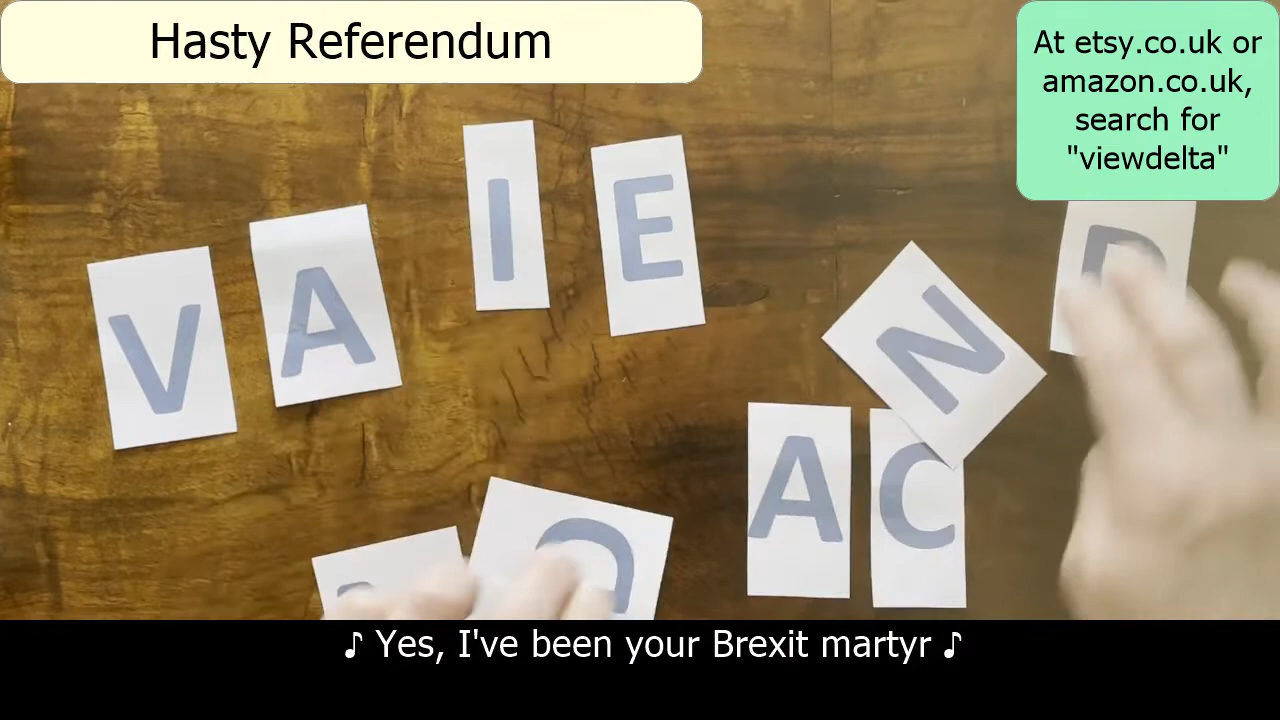 Hasty Referendum
At etsy.co.uk or
amazon.co.uk,
search for
"viewdelta"
V A I E N
A C
♪ Yes, I've been your Brexit martyr ♪